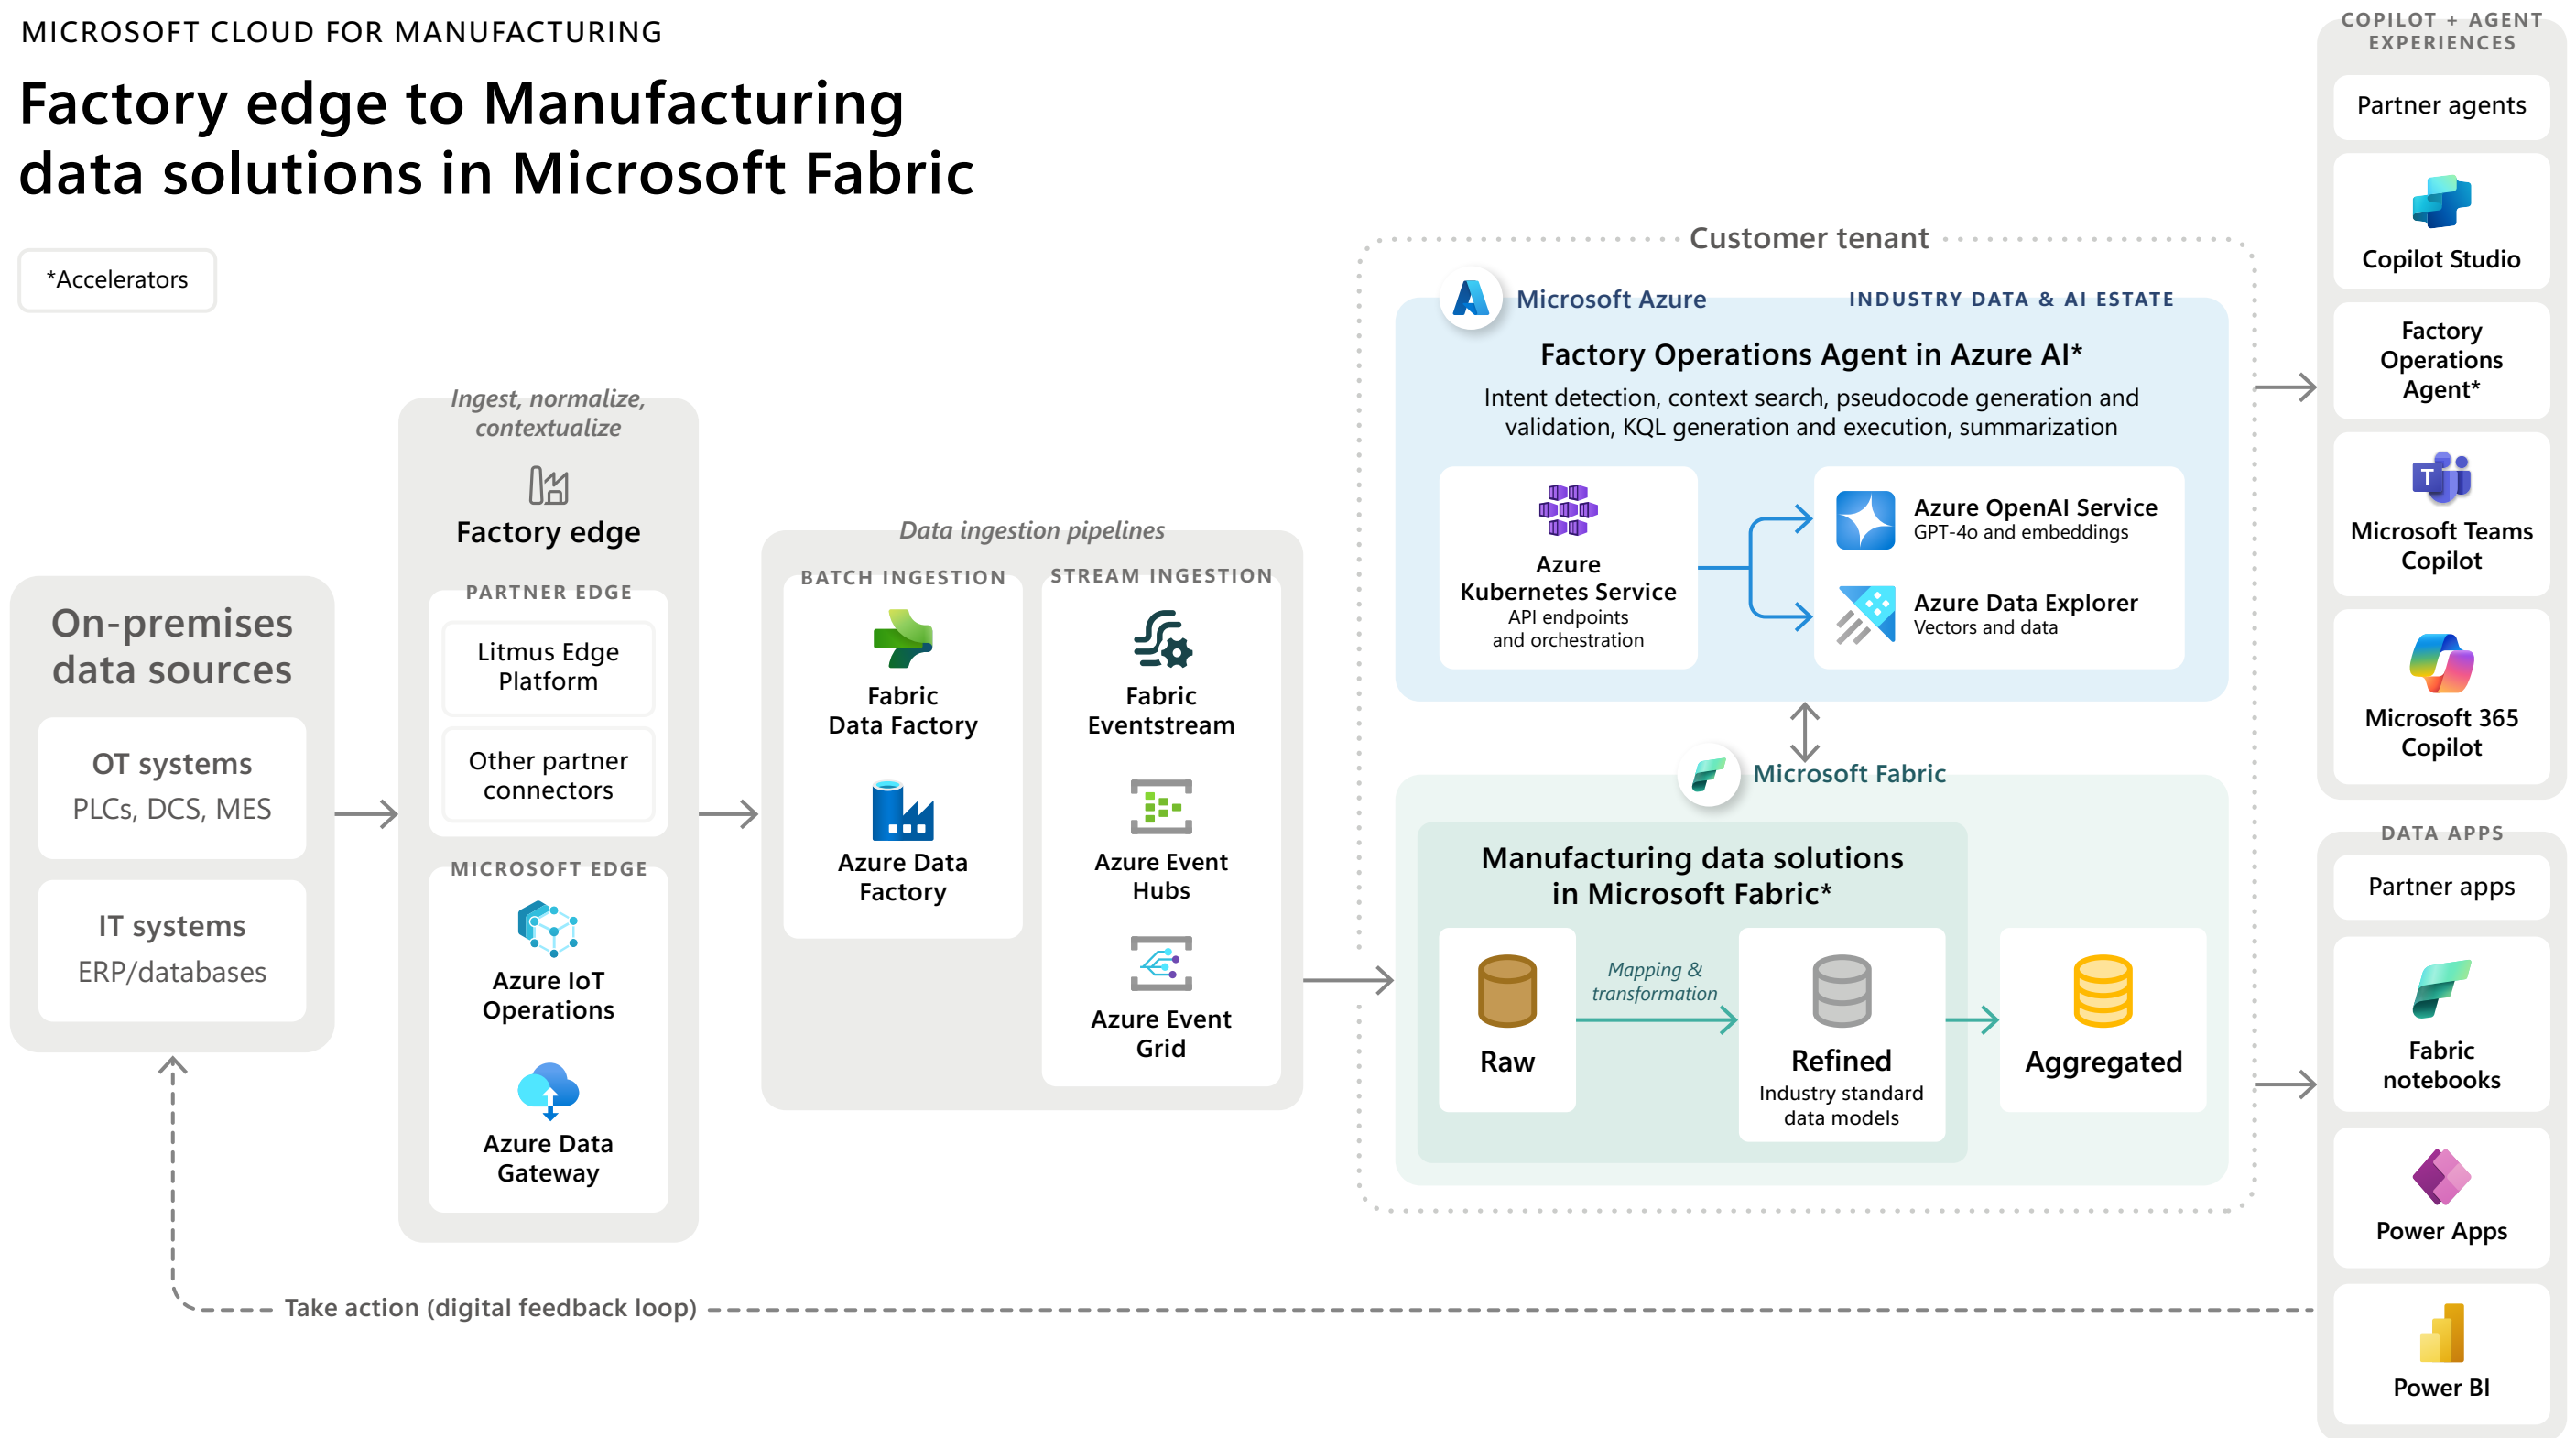 MICROSOFT CLOUD FOR MANUFACTURING
Factory edge to Manufacturing
data solutions in Microsoft Fabric
*Accelerators
On-premises
data sources
OT systems
PLCs, DCS, MES
IT systems
ERP/databases
Ingest, normalize,
contextualize
Factory edge
PARTNER EDGE
Litmus Edge
Platform
Other partner
connectors
MICROSOFT EDGE
Azure IoT
Operations
Azure Data
Gateway
Data ingestion pipelines
BATCH INGESTION
Fabric
Data Factory
Azure Data
Factory
STREAM INGESTION
Fabric
Eventstream
Azure Event
Hubs
Azure Event
Grid
Customer tenant
Microsoft Azure
INDUSTRY DATA & AI ESTATE
Factory Operations Agent in Azure AI*
Intent detection, context search, pseudocode generation and
validation, KQL generation and execution, summarization
Azure
Kubernetes Service
API endpoints
and orchestration
Azure OpenAI Service
GPT-4o and embeddings
Azure Data Explorer
Vectors and data
Microsoft Fabric
Manufacturing data solutions
in Microsoft Fabric*
Raw
Mapping &
transformation
Refined
Industry standard
data models
Aggregated
COPILOT + AGENT
EXPERIENCES
Partner agents
Copilot Studio
Factory
Operations
Agent*
T
Microsoft Teams
Copilot
Microsoft 365
Copilot
DATA APPS
Partner apps
Fabric
notebooks
Power Apps
Power BI
Take action (digital feedback loop)